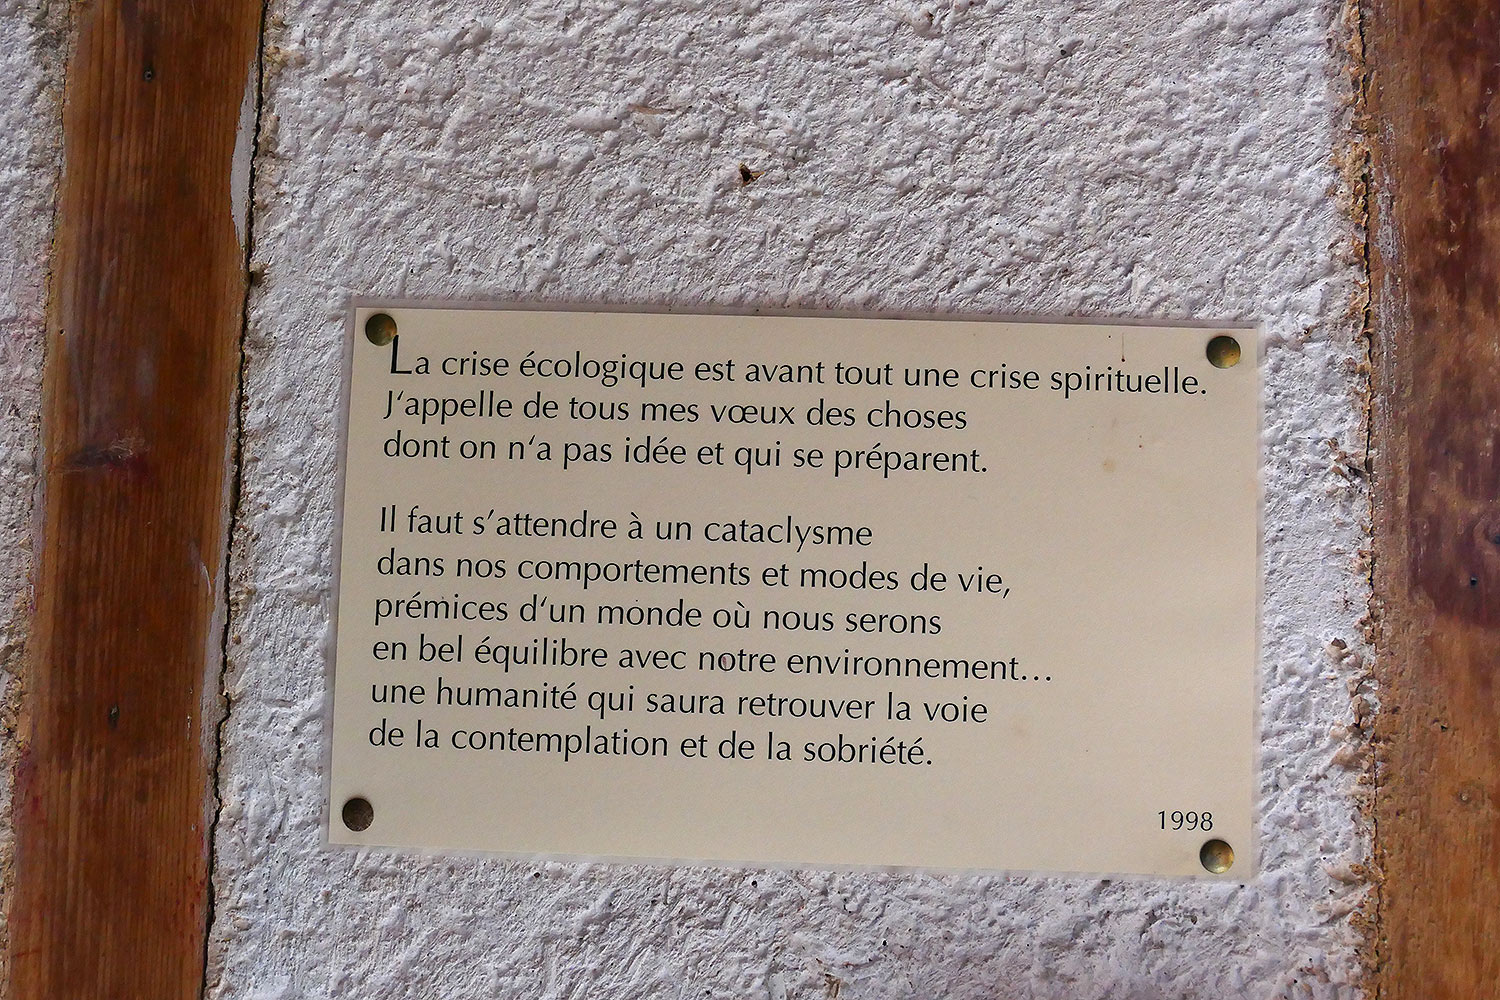 La crise écologique est avant tout une crise spirituelle.
J‘appelle de tous mes vœux des choses
dont on n‘a pas idée et qui se préparent.
Il faut s’attendre à un cataclysme
dans nos comportements et modes de vie,
prémices d‘un monde où nous serons
en bel équilibre avec notre environnement...
une humanité qui saura retrouver la voie
de la contemplation et de la sobriété.
1998